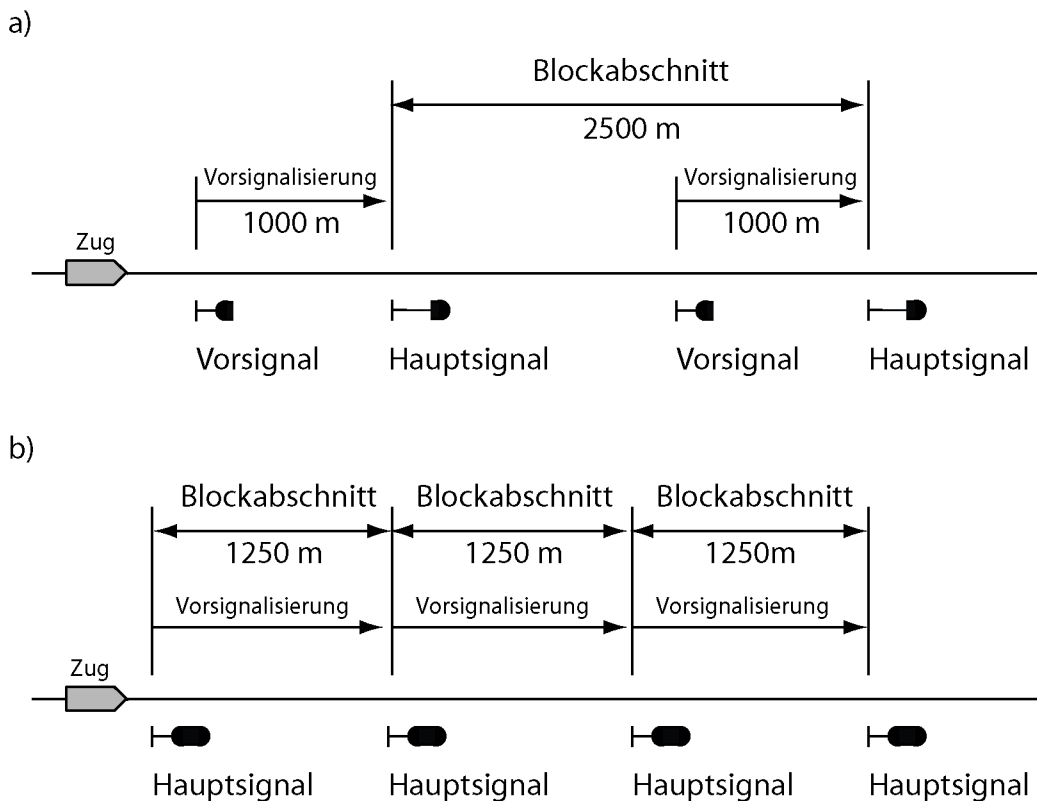 a)
Blockabschnitt
2500 m
Vorsignalisierung Vorsignalisierung
1000 m 1000 m
Zug
Vorsignal Hauptsignal Vorsignal Hauptsignal
b)
Blockabschnitt Blockabschnitt Blockabschnitt
1250 m 1250 m 1250m
Vorsignalisierung Vorsignalisierung Vorsignalisierung
Zug
Hauptsignal Hauptsignal Hauptsignal Hauptsignal